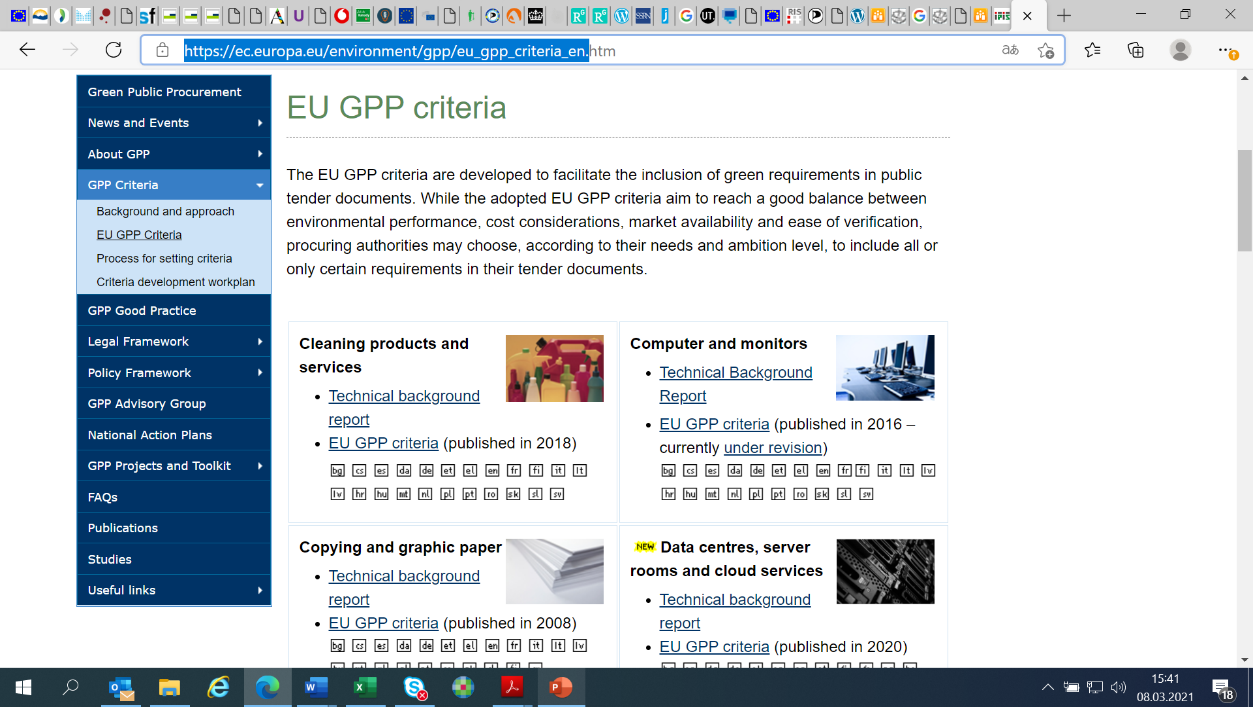 https://ec.europa.eu/environment/gpp/eu_gpp_criteria_en.htm
Green Public Procurement
News and Events
About GPP
GPP Criteria
Background and approach
EU GPP Criteria
Process for setting criteria
Criteria development workplan
GPP Good Practice
Legal Framework
Policy Framework
GPP Advisory Group
National Action Plans
GPP Projects and Toolkit
FAQs
Publications
Studies
Useful links
EU GPP criteria
The EU GPP criteria are developed to facilitate the inclusion of green requirements in public
tender documents. While the adopted EU GPP criteria aim to reach a good balance between
environmental performance, cost considerations, market availability and ease of verification,
procuring authorities may choose, according to their needs and ambition level, to include all or
only certain requirements in their tender documents.
Cleaning products and
services
• Technical background
report
• EU GPP criteria (published in 2018)
bg cs es da de et el en fr fi it lt
lv hr hu mt nl pl pt ro sk sl sv
Computer and monitors
• Technical Background
Report
• EU GPP criteria (published in 2016 –
currently under revision)
bg cs es da de et el en fr fi it lt lv
hr hu mt nl pl pt ro sk sl sv
Copying and graphic paper
• Technical background
report
• EU GPP criteria (published in 2008)
bg cs es da de et el en fr it lt lv
NEW Data centres, server
rooms and cloud services
• Technical background
report
• EU GPP criteria (published in 2020)
15:41
08.03.2021
18